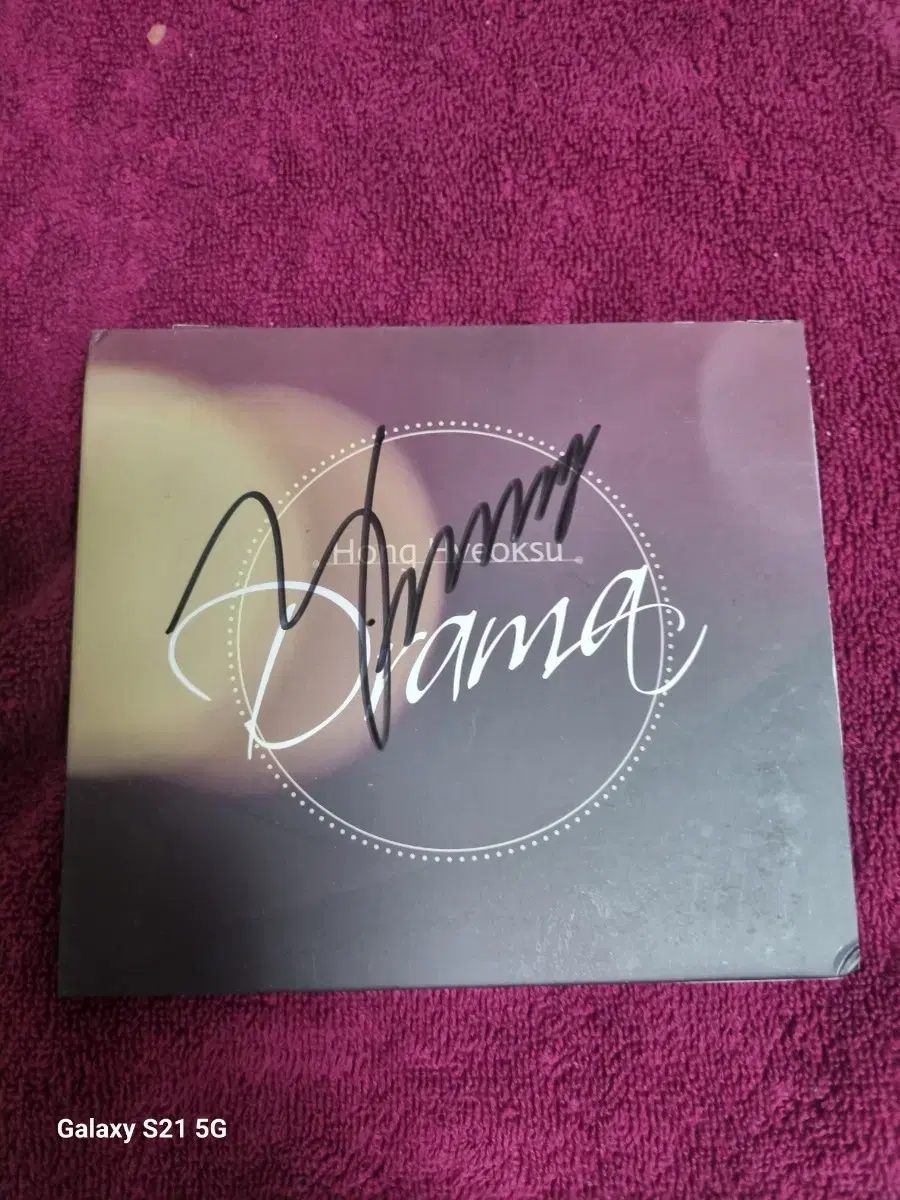 Hong Hyeoksu
Drama
Galaxy S21 5G